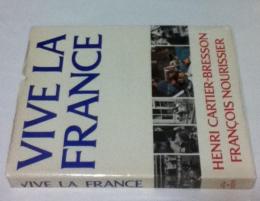 VIVE LA
FRANCE
HENRI CARTIER-BRESSON
FRANÇOIS NOURISSIER
VIVE LA FRANCE